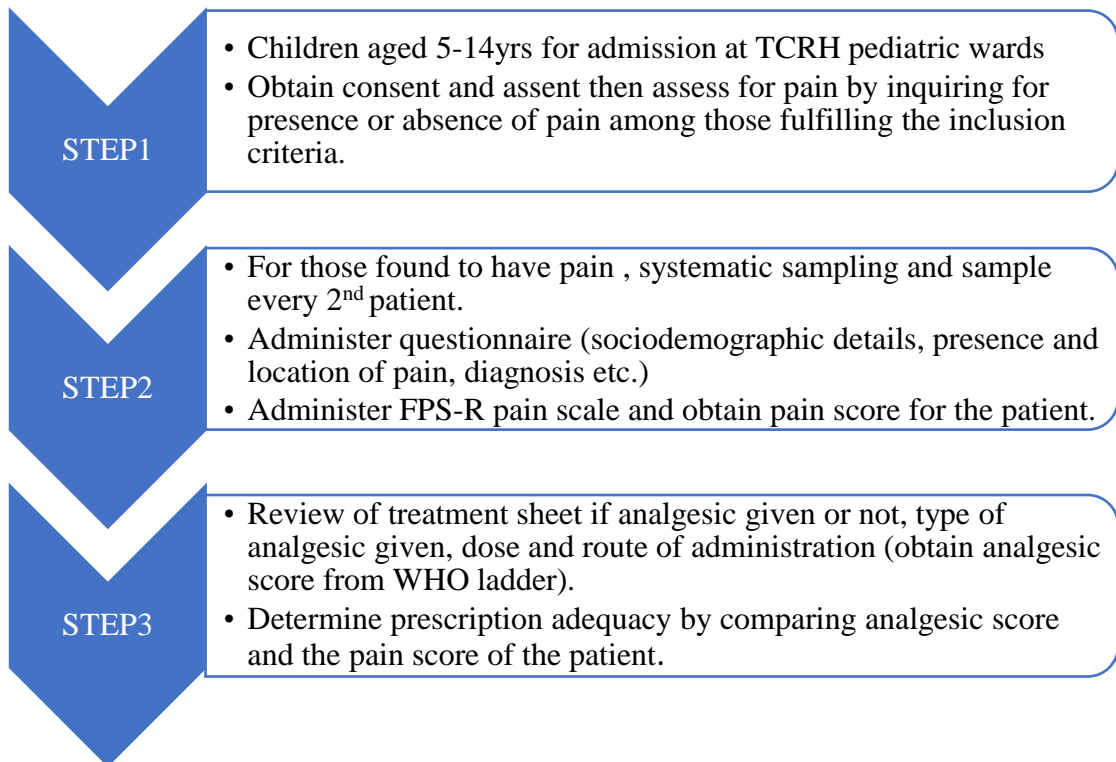 STEP1
• Children aged 5-14yrs for admission at TCRH pediatric wards
• Obtain consent and assent then assess for pain by inquiring for
presence or absence of pain among those fulfilling the inclusion
criteria.
STEP2
• For those found to have pain , systematic sampling and sample
every 2nd patient.
• Administer questionnaire (sociodemographic details, presence and
location of pain, diagnosis etc.)
• Administer FPS-R pain scale and obtain pain score for the patient.
STEP3
• Review of treatment sheet if analgesic given or not, type of
analgesic given, dose and route of administration (obtain analgesic
score from WHO ladder).
• Determine prescription adequacy by comparing analgesic score
and the pain score of the patient.